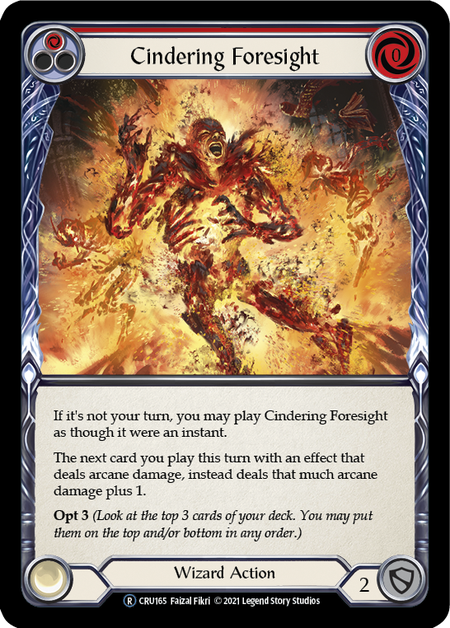 Cindering Foresight
0
If it's not your turn, you may play Cindering Foresight
as though it were an instant.
The next card you play this turn with an effect that
deals arcane damage, instead deals that much arcane
damage plus 1.
Opt 3 (Look at the top 3 cards of your deck. You may put
them on the top and/or bottom in any order.)
Wizard Action
2
R CRU165 Faizal Fikri © 2021 Legend Story Studios